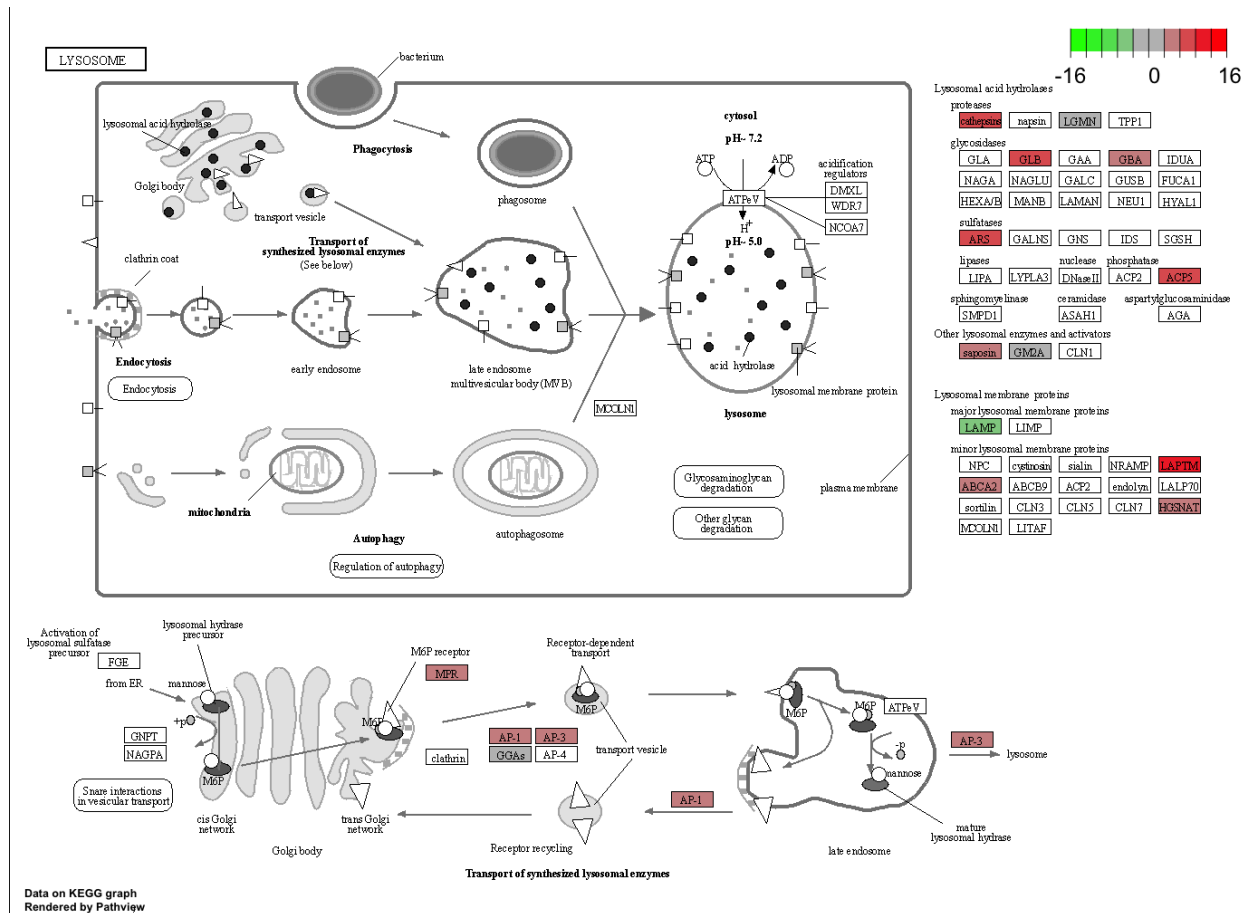 LYSOSOME
bacterium
-16
0
16
lysosomal acid hydrolase
Phagocytosis
Golgi body
transport vesicle
phagosome
Transport of
synthesized lysosomal enzymes
(See below)
clathrin coat
Endocytosis
Endocytosis
early endosome
late endosome
multivesicular body (MVB)
cytosol
pH~ 7.2
ATP
ADP
ATPeV
H+
pH~ 5.0
acidification
regulators
DMXL
WDR7
NCOA7
acid hydrolase
lysosomal membrane protein
lysosome
MCOLN1
mitochondria
Autophagy
autophagosome
Regulation of autophagy
Glycosaminoglycan
degradation
Other glycan
degradation
plasma membrane
Lysosomal acid hydrolases
proteases
cathepsins napsin LGMN TPP1
glycosidases
GLA GLB GAA GBA IDUA
NAGA NAGLU GALC GUSB FUCA1
HEXA/B MANB LAMAN NEU1 HYAL1
sulfatases
ARS GALNS GNS IDS SGSH
lipases nuclease phosphatase
LIPA LYPLA3 DNaseII ACP2 ACP5
sphingomyelinase ceramidase aspartylglucosaminidase
SMPD1 ASAH1 AGA
Other lysosomal enzymes and activators
saposin GM2A CLN1
Lysosomal membrane proteins
major lysosomal membrane proteins
LAMP LIMP
minor lysosomal membrane proteins
NPC cystinosin sialin NRAMP LAPTM
ABCA2 ABCB9 ACP2 endolyn LALP70
sortilin CLN3 CLN5 CLN7 HGSNAT
MCOLN1 LITAF
Activation of
lysosomal sulfatase
precursor
FGE
from ER
lysosomal hydrase
precursor
mannose
+p
GNPT
NAGPA
M6P
Snare interactions
in vesicular transport
cis Golgi
network
Golgi body
trans Golgi
network
M6P receptor
MPR
M6P
clathrin
AP-1 AP-3
GGAs AP-4
Receptor-dependent
transport
M6P
transport vesicle
Receptor recycling
AP-1
M6P
M6P
ATPeV
-p
mannose
AP-3
lysosome
mature
lysosomal hydrase
late endosome
Transport of synthesized lysosomal enzymes
Data on KEGG graph
Rendered by Pathview